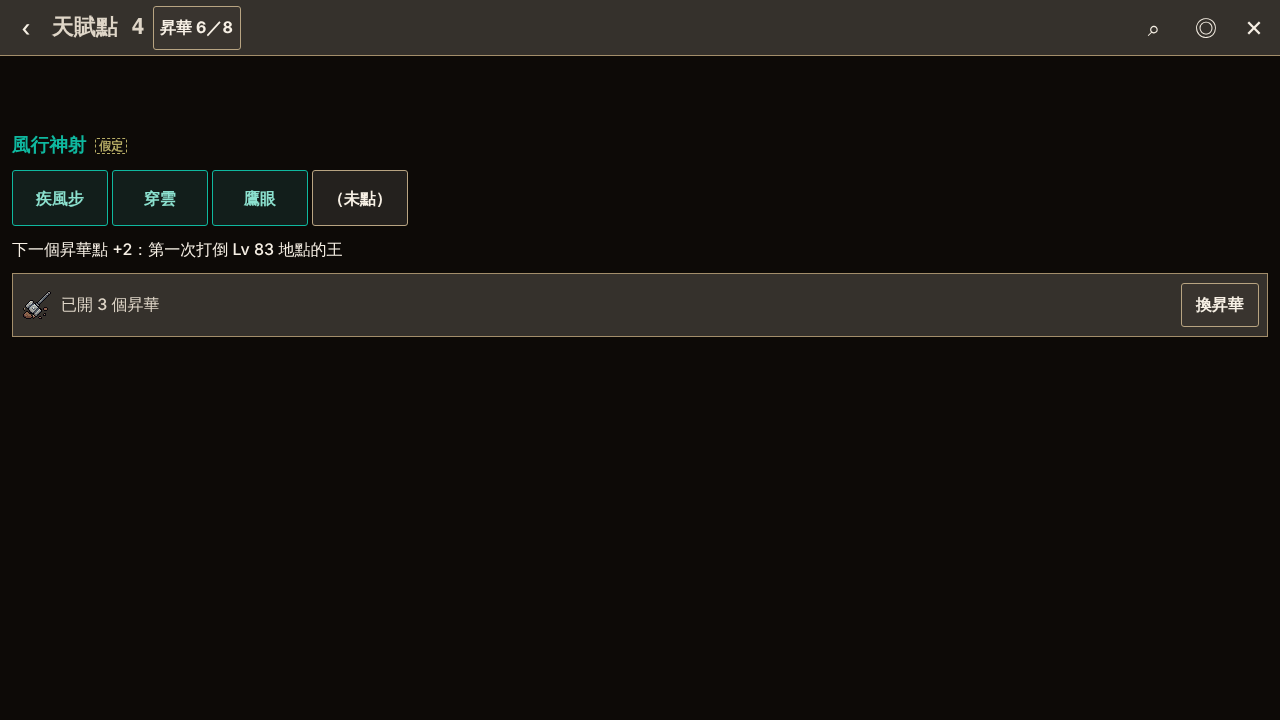 ‹ 天賦點 4 昇華 6／8 ⌕ ◎ ✕
風行神射 假定
疾風步 穿雲 鷹眼 （未點）
下一個昇華點 +2：第一次打倒 Lv 83 地點的王
已開 3 個昇華 換昇華